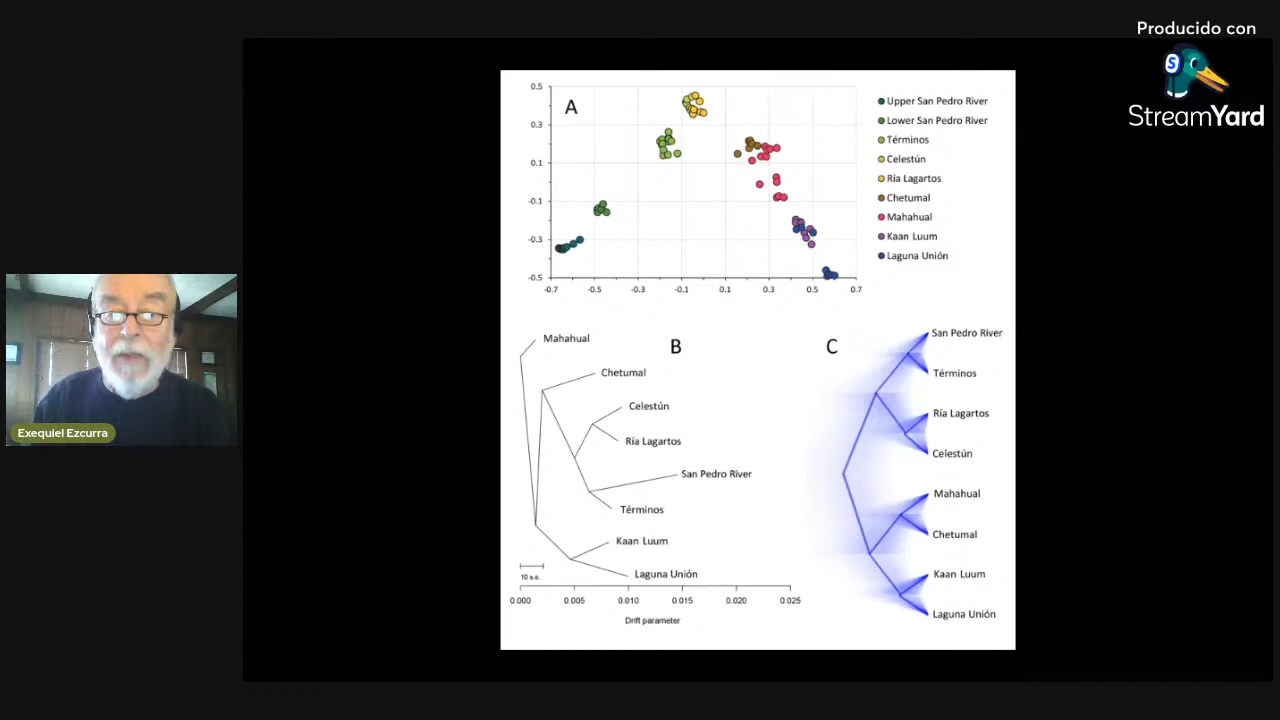 Producido con
StreamYard
S
Exequiel Ezcurra
A
0.5
0.3
0.1
-0.1
-0.3
-0.5
-0.7
-0.5
-0.3
-0.1
0.1
0.3
0.5
0.7
Upper San Pedro River
Lower San Pedro River
Términos
Celestún
Ría Lagartos
Chetumal
Mahahual
Kaan Luum
Laguna Unión
B
Mahahual
Chetumal
Celestún
Ría Lagartos
San Pedro River
Términos
Kaan Luum
Laguna Unión
10 s.e.
0.000
0.005
0.010
0.015
0.020
0.025
Drift parameter
C
San Pedro River
Términos
Ría Lagartos
Celestún
Mahahual
Chetumal
Kaan Luum
Laguna Unión